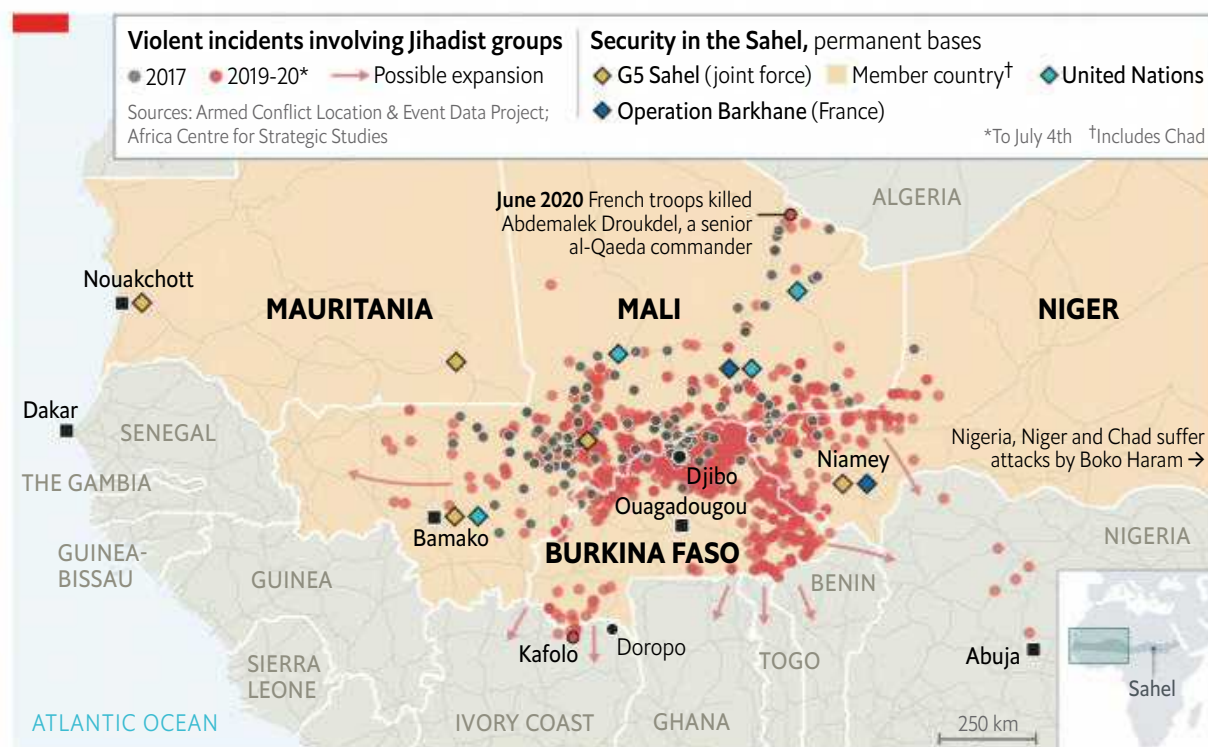 Violent incidents involving Jihadist groups
2017
2019-20*
Possible expansion
Sources: Armed Conflict Location & Event Data Project;
Africa Centre for Strategic Studies
Security in the Sahel, permanent bases
G5 Sahel (joint force)
Member country†
United Nations
Operation Barkhane (France)
*To July 4th †Includes Chad
June 2020 French troops killed
Abdemalek Droukdel, a senior
al-Qaeda commander
ALGERIA
Nouakchott
MAURITANIA
MALI
NIGER
Dakar
SENEGAL
THE GAMBIA
GUINEA-
BISSAU
GUINEA
Bamako
Djibo
Ouagadougou
Niamey
Nigeria, Niger and Chad suffer
attacks by Boko Haram →
BURKINA FASO
BENIN
NIGERIA
SIERRA
LEONE
Kafolo
Doropo
TOGO
Abuja
Sahel
ATLANTIC OCEAN
IVORY COAST
GHANA
250 km